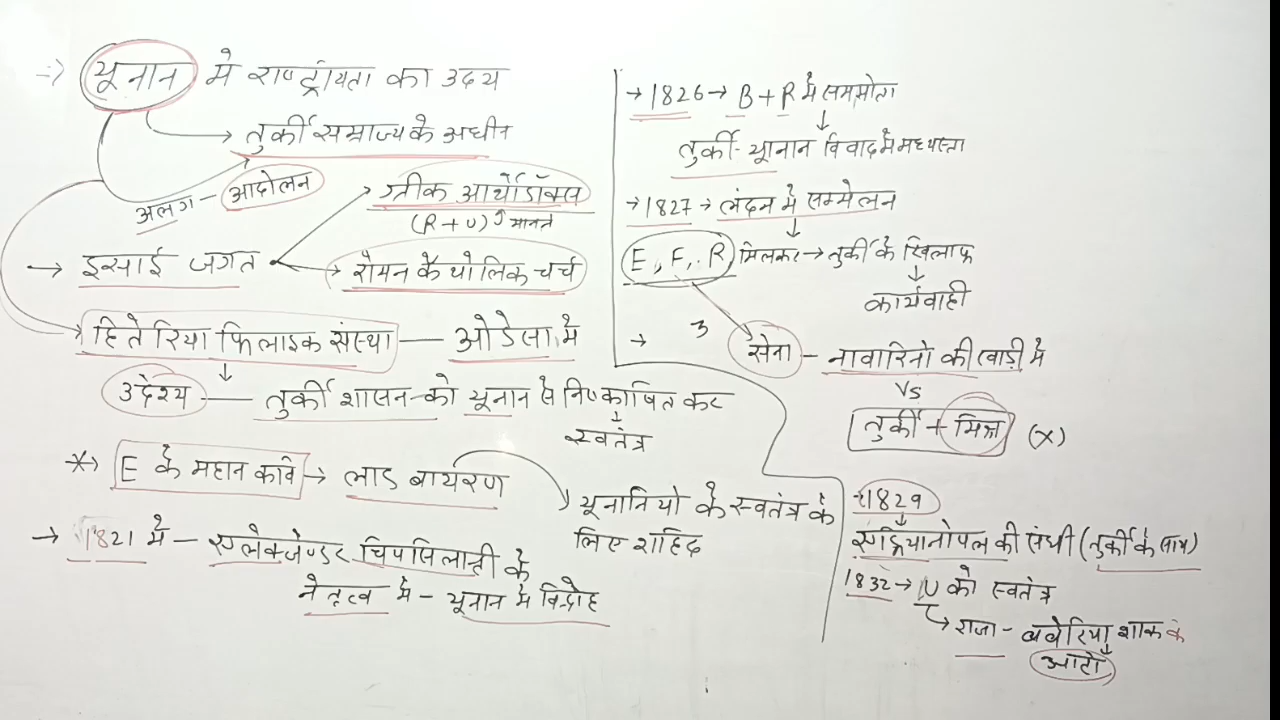 यूनान मे राष्ट्रीयता का उदय
→ तुर्की सम्राज्य के अधीन
अलग - आंदोलन
→ इसाई जगत → ग्रीक आर्थोडॉक्स
(R + U) मानते
→ रोमन कैथोलिक चर्च
हितेरिया फिलाइक संस्था — ओडेसा मे
↓
उदेश्य — तुर्की शासन को यूनान से निष्काषित कर
↓
स्वतंत्र
*→ E के महान कवि → लाड बायरण
यूनानियो के स्वतंत्र के
लिए शहिद
→ 1821 मे - एलेक्जेण्डर चिपसिलान्टी के
नेतृत्व मे - यूनान मे विद्रोह
→ 1826 → B + R मे समझोता
↓
तुर्की - यूनान विवाद मे मध्यस्ता
→ 1827 → लंदन मे सम्मेलन
↓
E, F, R मिलकर → तुर्की के खिलाफ
↓
कार्यवाही
→ 3 सेना - नावारिनो की खाड़ी मे
Vs
तुर्की + मिस्र (x)
→ 1829
↓
एड्रियानोपल की संधी (तुर्की के साथ)
1832 → U को स्वतंत्र
→ राजा - बवेरिया शासक के
↓
ओटो